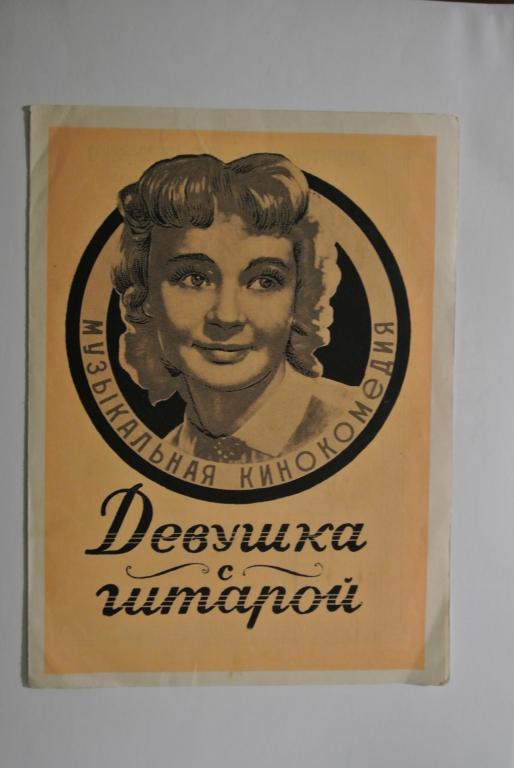 МУЗЫКАЛЬНАЯ КИНОКОМЕДИЯ
Девушка
с
гитарой